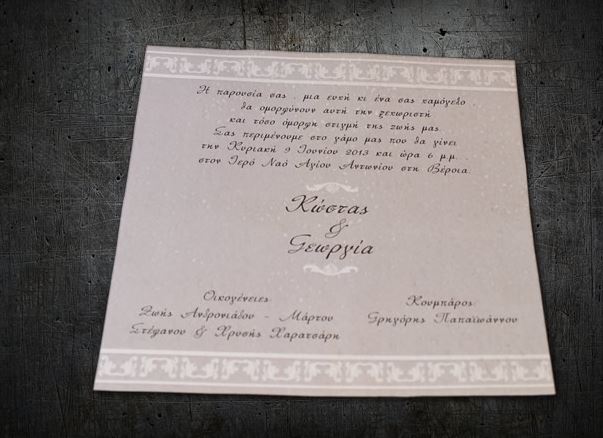 Η παρουσία σας , μια ευχή κι ένα σας χαμόγελο
θα ομορφύνουν αυτή την ξεχωριστή
και τόσο όμορφη στιγμή της ζωής μας.
Σας περιμένουμε στο γάμο μας που θα γίνει
την Κυριακή 9 Ιουνίου 2013 και ώρα 6 μ.μ.
στον Ιερό Ναό Αγίου Αντωνίου στη Βέροια.
Κώστας
&
Γεωργία
Οικογένειες:
Ζωής Ανδρονιάδου - Μάρτου
Στέφανου & Χρυσής Χαρατσάρη
Κουμπάρος:
Γρηγόρης Παπαϊωάννου